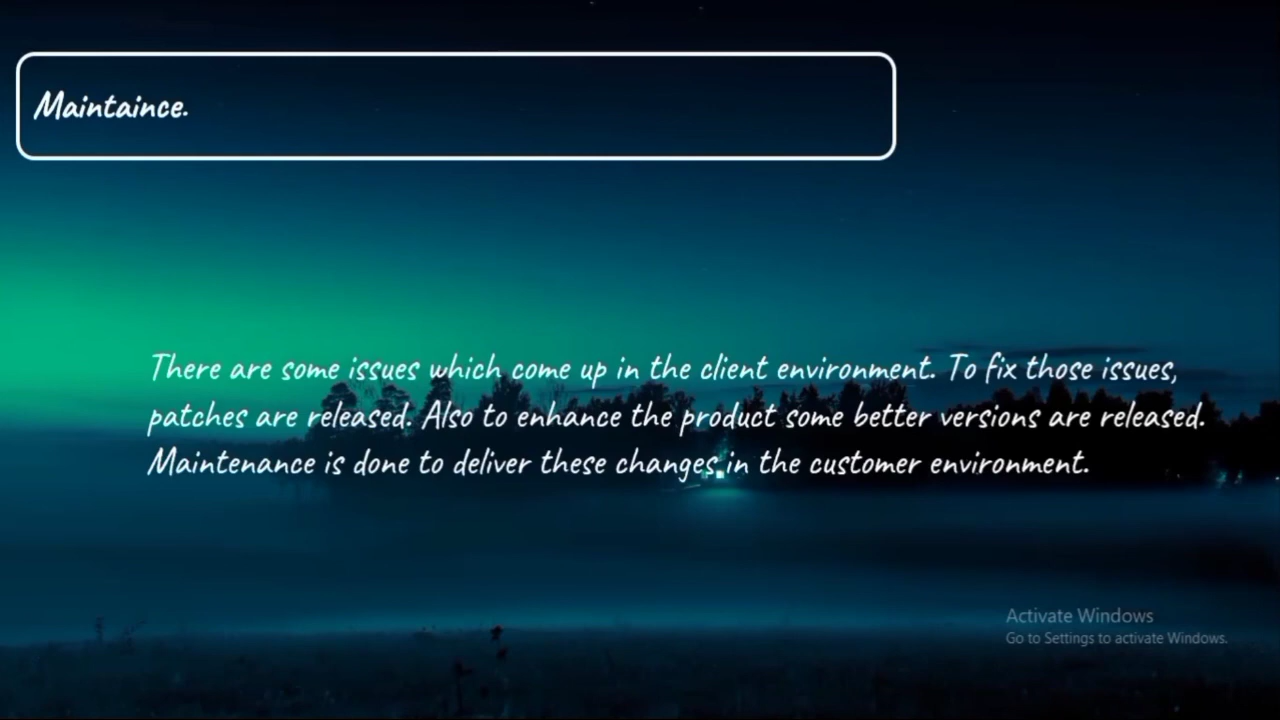 Maintaince.
There are some issues which come up in the client environment. To fix those issues,
patches are released. Also to enhance the product some better versions are released.
Maintenance is done to deliver these changes in the customer environment.
Activate Windows
Go to Settings to activate Windows.